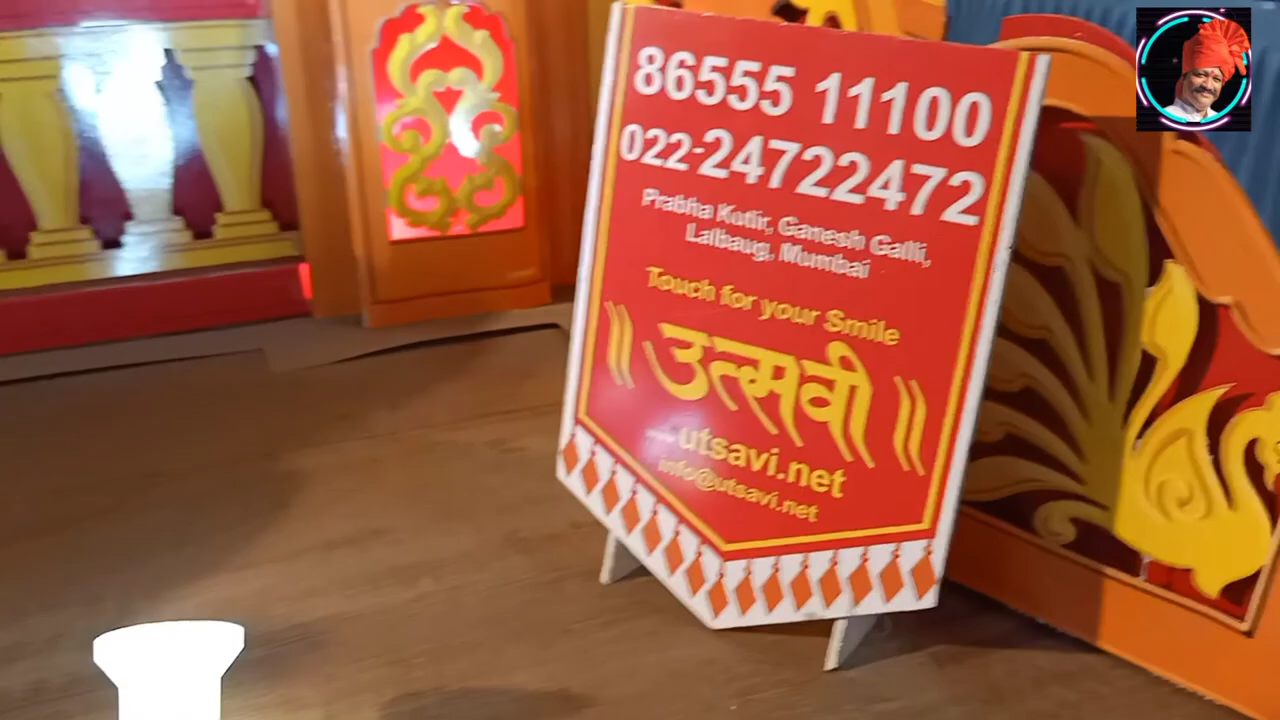 86555 11100
022-24722472
Prabha Kutir, Ganesh Galli,
Lalbaug, Mumbai
Touch for your Smile
॥ उत्सवी ॥
www.utsavi.net
info@utsavi.net